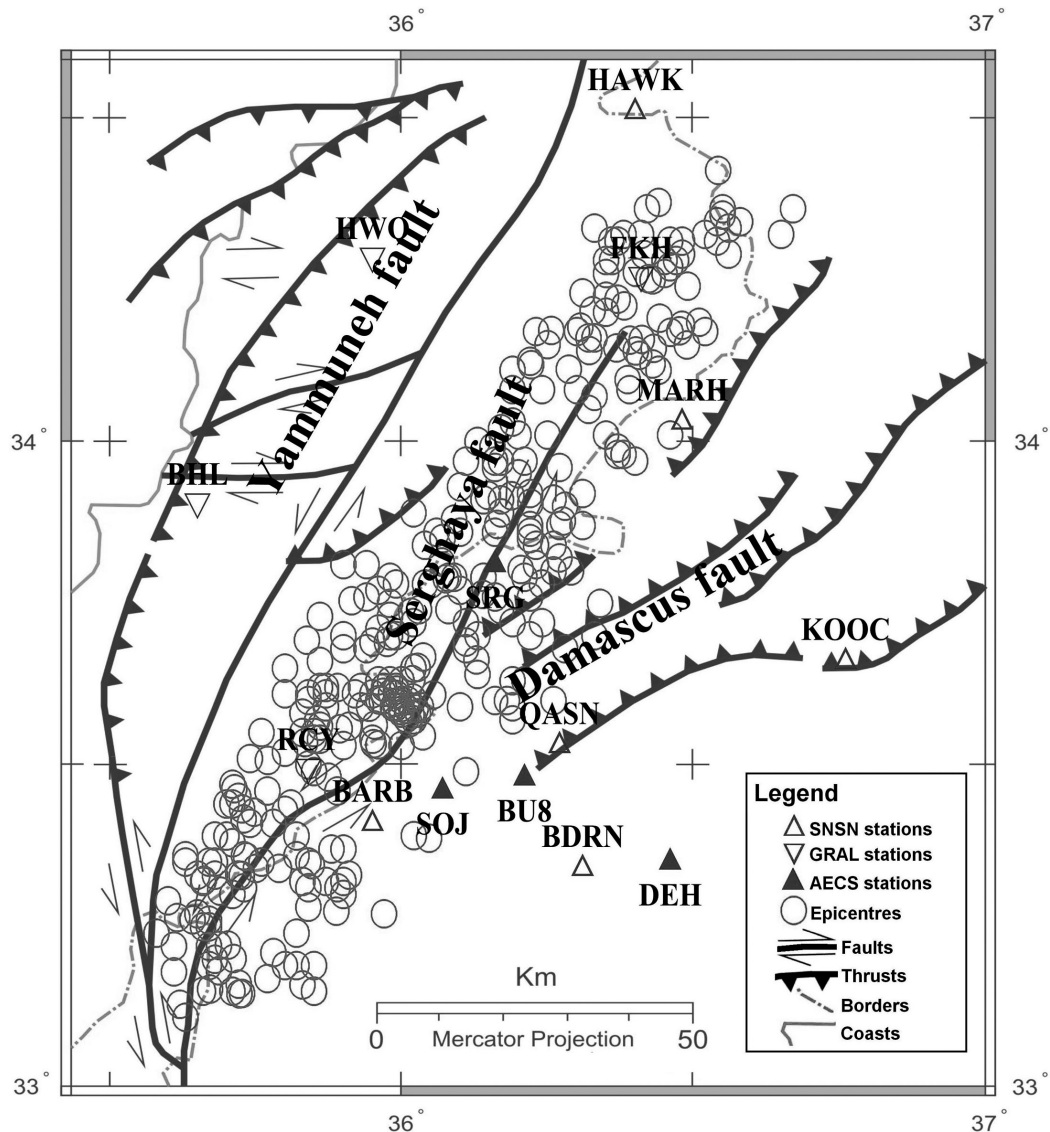 36°
37°
HAWK
HWQ
FKH
Yammuneh fault
MARH
34°
34°
BHL
Serghaya fault
SRG
Damascus fault
KOOC
QASN
RCY
BARB
SOJ
BU8
BDRN
DEH
Legend
SNSN stations
GRAL stations
AECS stations
Epicentres
Faults
Thrusts
Borders
Coasts
Km
0
50
Mercator Projection
33°
33°
36°
37°